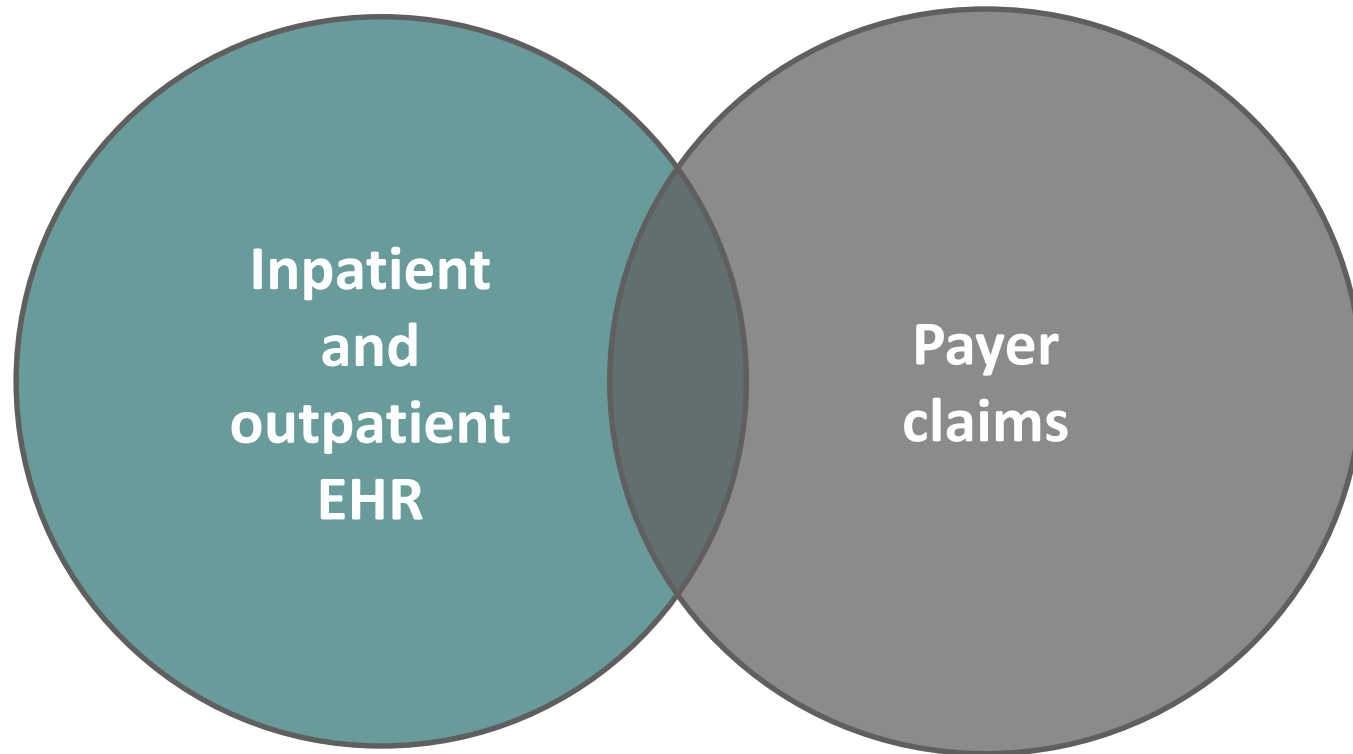 Inpatient
and
outpatient
EHR
Payer
claims